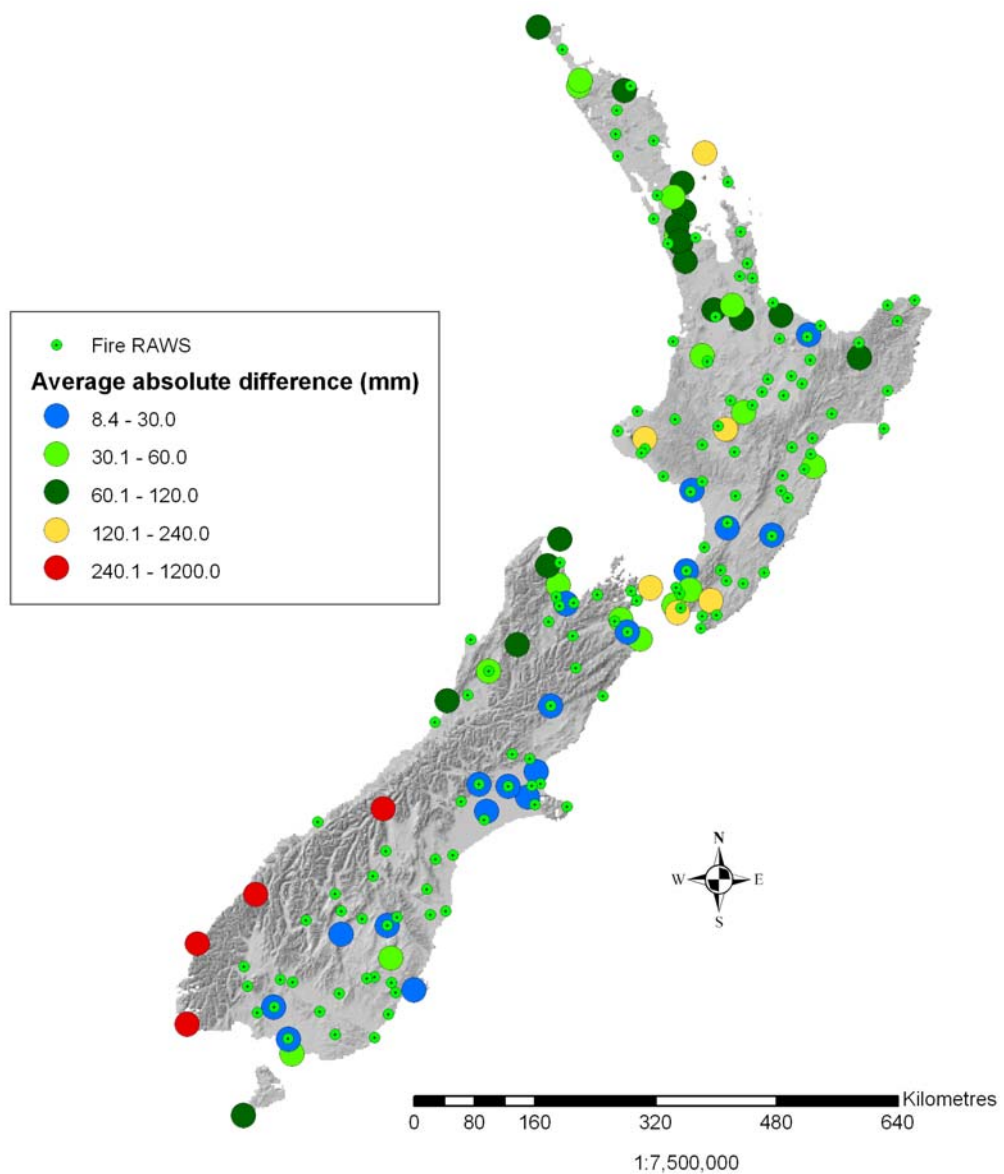 Fire RAWS
Average absolute difference (mm)
8.4 - 30.0
30.1 - 60.0
60.1 - 120.0
120.1 - 240.0
240.1 - 1200.0
N
W E
S
Kilometres
0 80 160 320 480 640
1:7,500,000